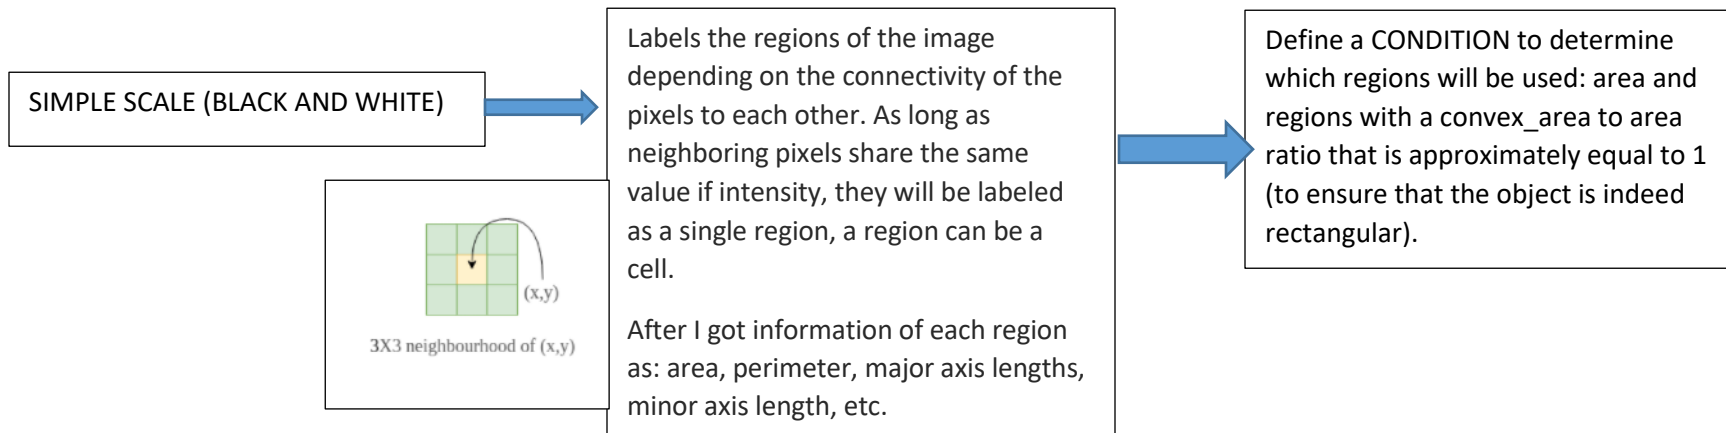 SIMPLE SCALE (BLACK AND WHITE)
(x,y)
3X3 neighbourhood of (x,y)
Labels the regions of the image
depending on the connectivity of the
pixels to each other. As long as
neighboring pixels share the same
value if intensity, they will be labeled
as a single region, a region can be a
cell.
After I got information of each region
as: area, perimeter, major axis lengths,
minor axis length, etc.
Define a CONDITION to determine
which regions will be used: area and
regions with a convex_area to area
ratio that is approximately equal to 1
(to ensure that the object is indeed
rectangular).